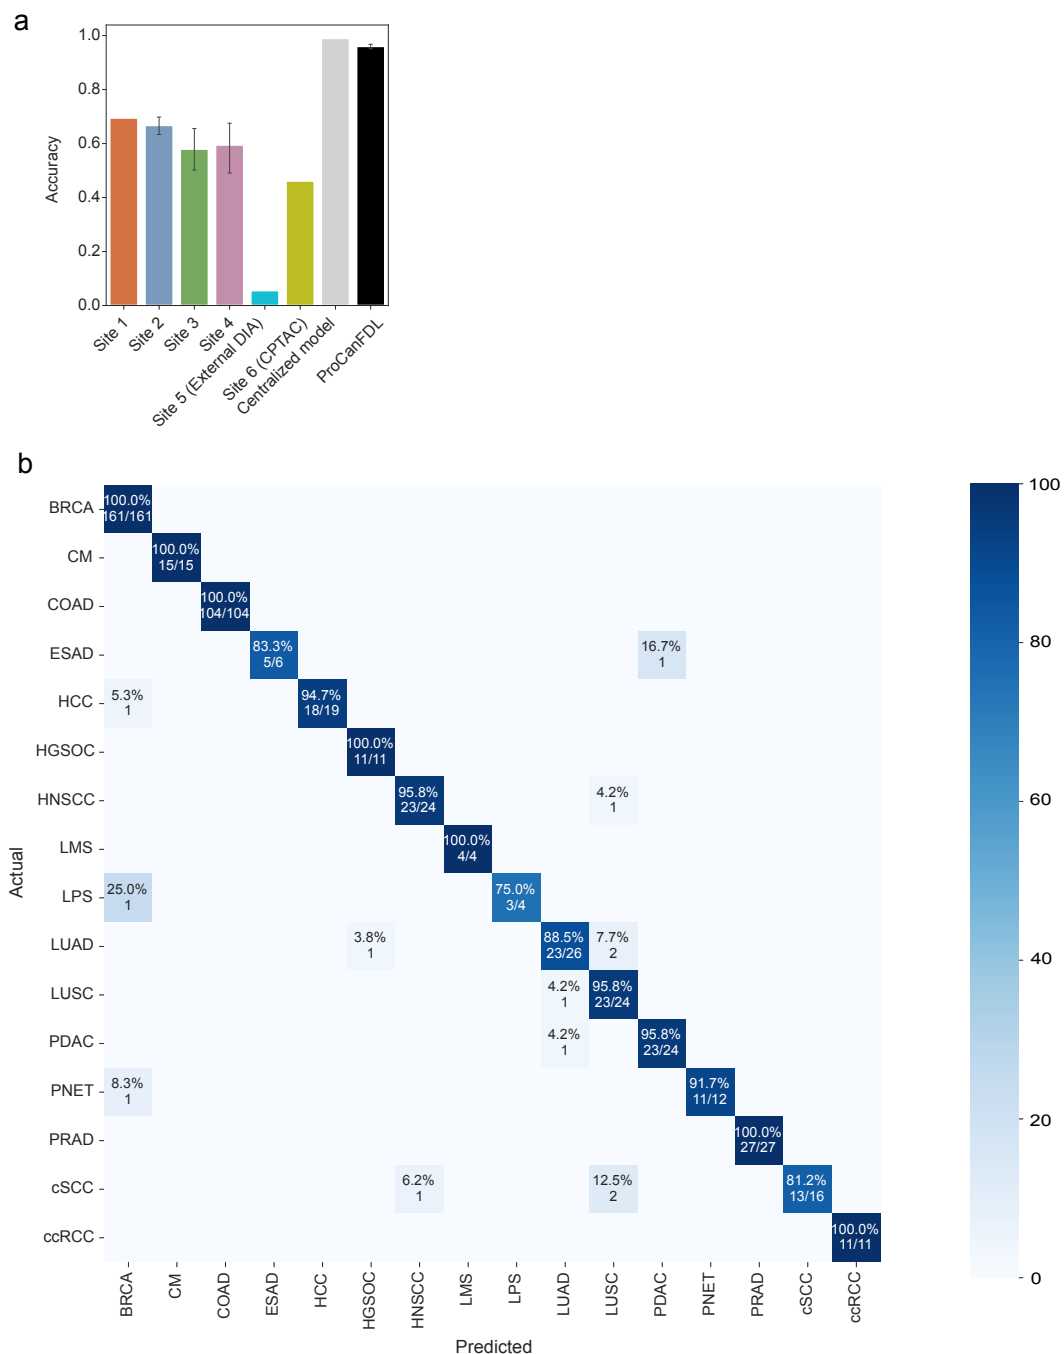 a
1.0
0.8
0.6
0.4
0.2
0.0
Accuracy
Site 1
Site 2
Site 3
Site 4
Site 5 (External DIA)
Site 6 (CPTAC)
Centralized model
ProCanFDL
b
BRCA
100.0%
161/161
CM
100.0%
15/15
COAD
100.0%
104/104
ESAD
83.3%
5/6
16.7%
1
HCC
5.3%
1
94.7%
18/19
HGSOC
100.0%
11/11
HNSCC
95.8%
23/24
4.2%
1
LMS
100.0%
4/4
LPS
25.0%
1
75.0%
3/4
LUAD
3.8%
1
88.5%
23/26
7.7%
2
LUSC
4.2%
1
95.8%
23/24
PDAC
4.2%
1
95.8%
23/24
PNET
8.3%
1
91.7%
11/12
PRAD
100.0%
27/27
cSCC
6.2%
1
12.5%
2
81.2%
13/16
ccRCC
100.0%
11/11
Actual
BRCA
CM
COAD
ESAD
HCC
HGSOC
HNSCC
LMS
LPS
LUAD
LUSC
PDAC
PNET
PRAD
cSCC
ccRCC
Predicted
100
80
60
40
20
0